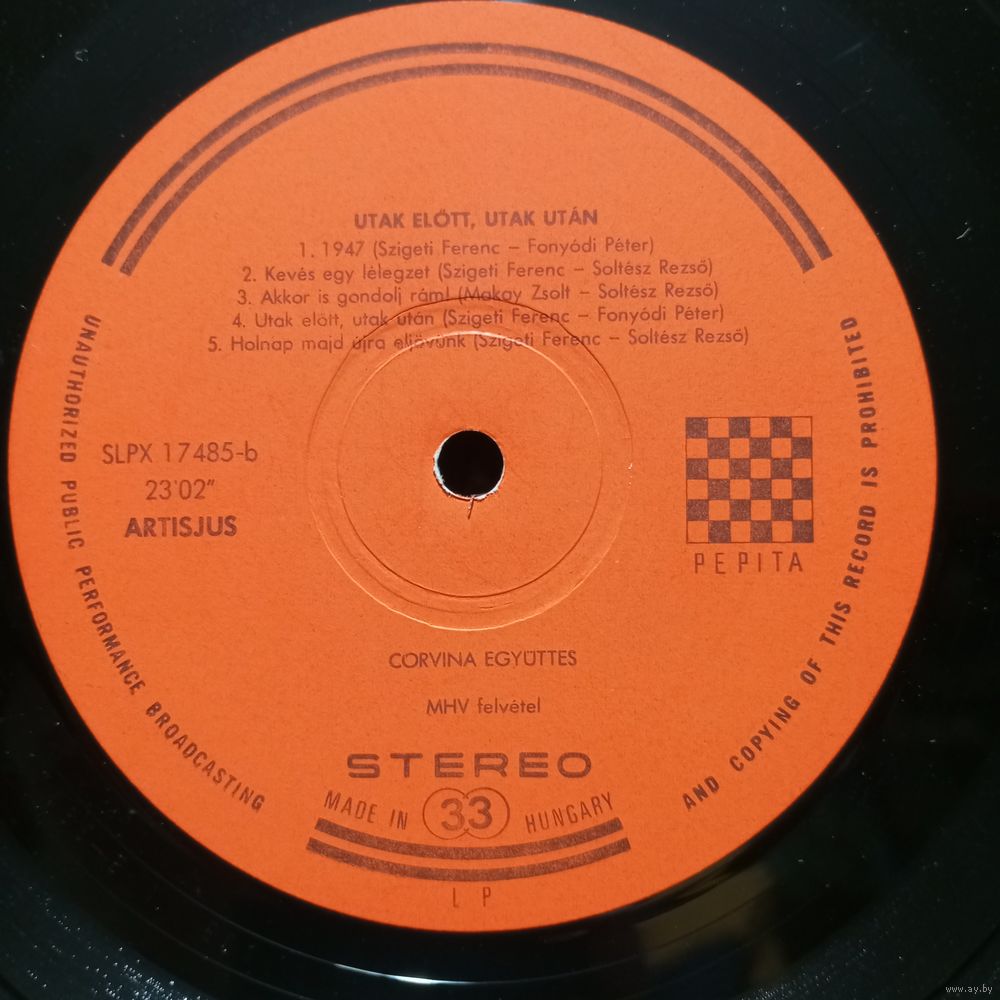 UTAK ELŐTT, UTAK UTÁN
1. 1947 (Szigeti Ferenc – Fonyódi Péter)
2. Kevés egy lélegzet (Szigeti Ferenc – Soltész Rezső)
3. Akkor is gondolj rám! (Makay Zsolt – Soltész Rezső)
4. Utak előtt, utak után (Szigeti Ferenc – Fonyódi Péter)
5. Holnap majd újra eljövünk (Szigeti Ferenc – Soltész Rezső)
SLPX 17485-b
23'02"
ARTISJUS
PEPITA
CORVINA EGYÜTTES
MHV felvétel
STEREO
MADE IN 33 HUNGARY
LP
UNAUTHORIZED PUBLIC PERFORMANCE BROADCASTING
AND COPYING OF THIS RECORD IS PROHIBITED
www.ay.by